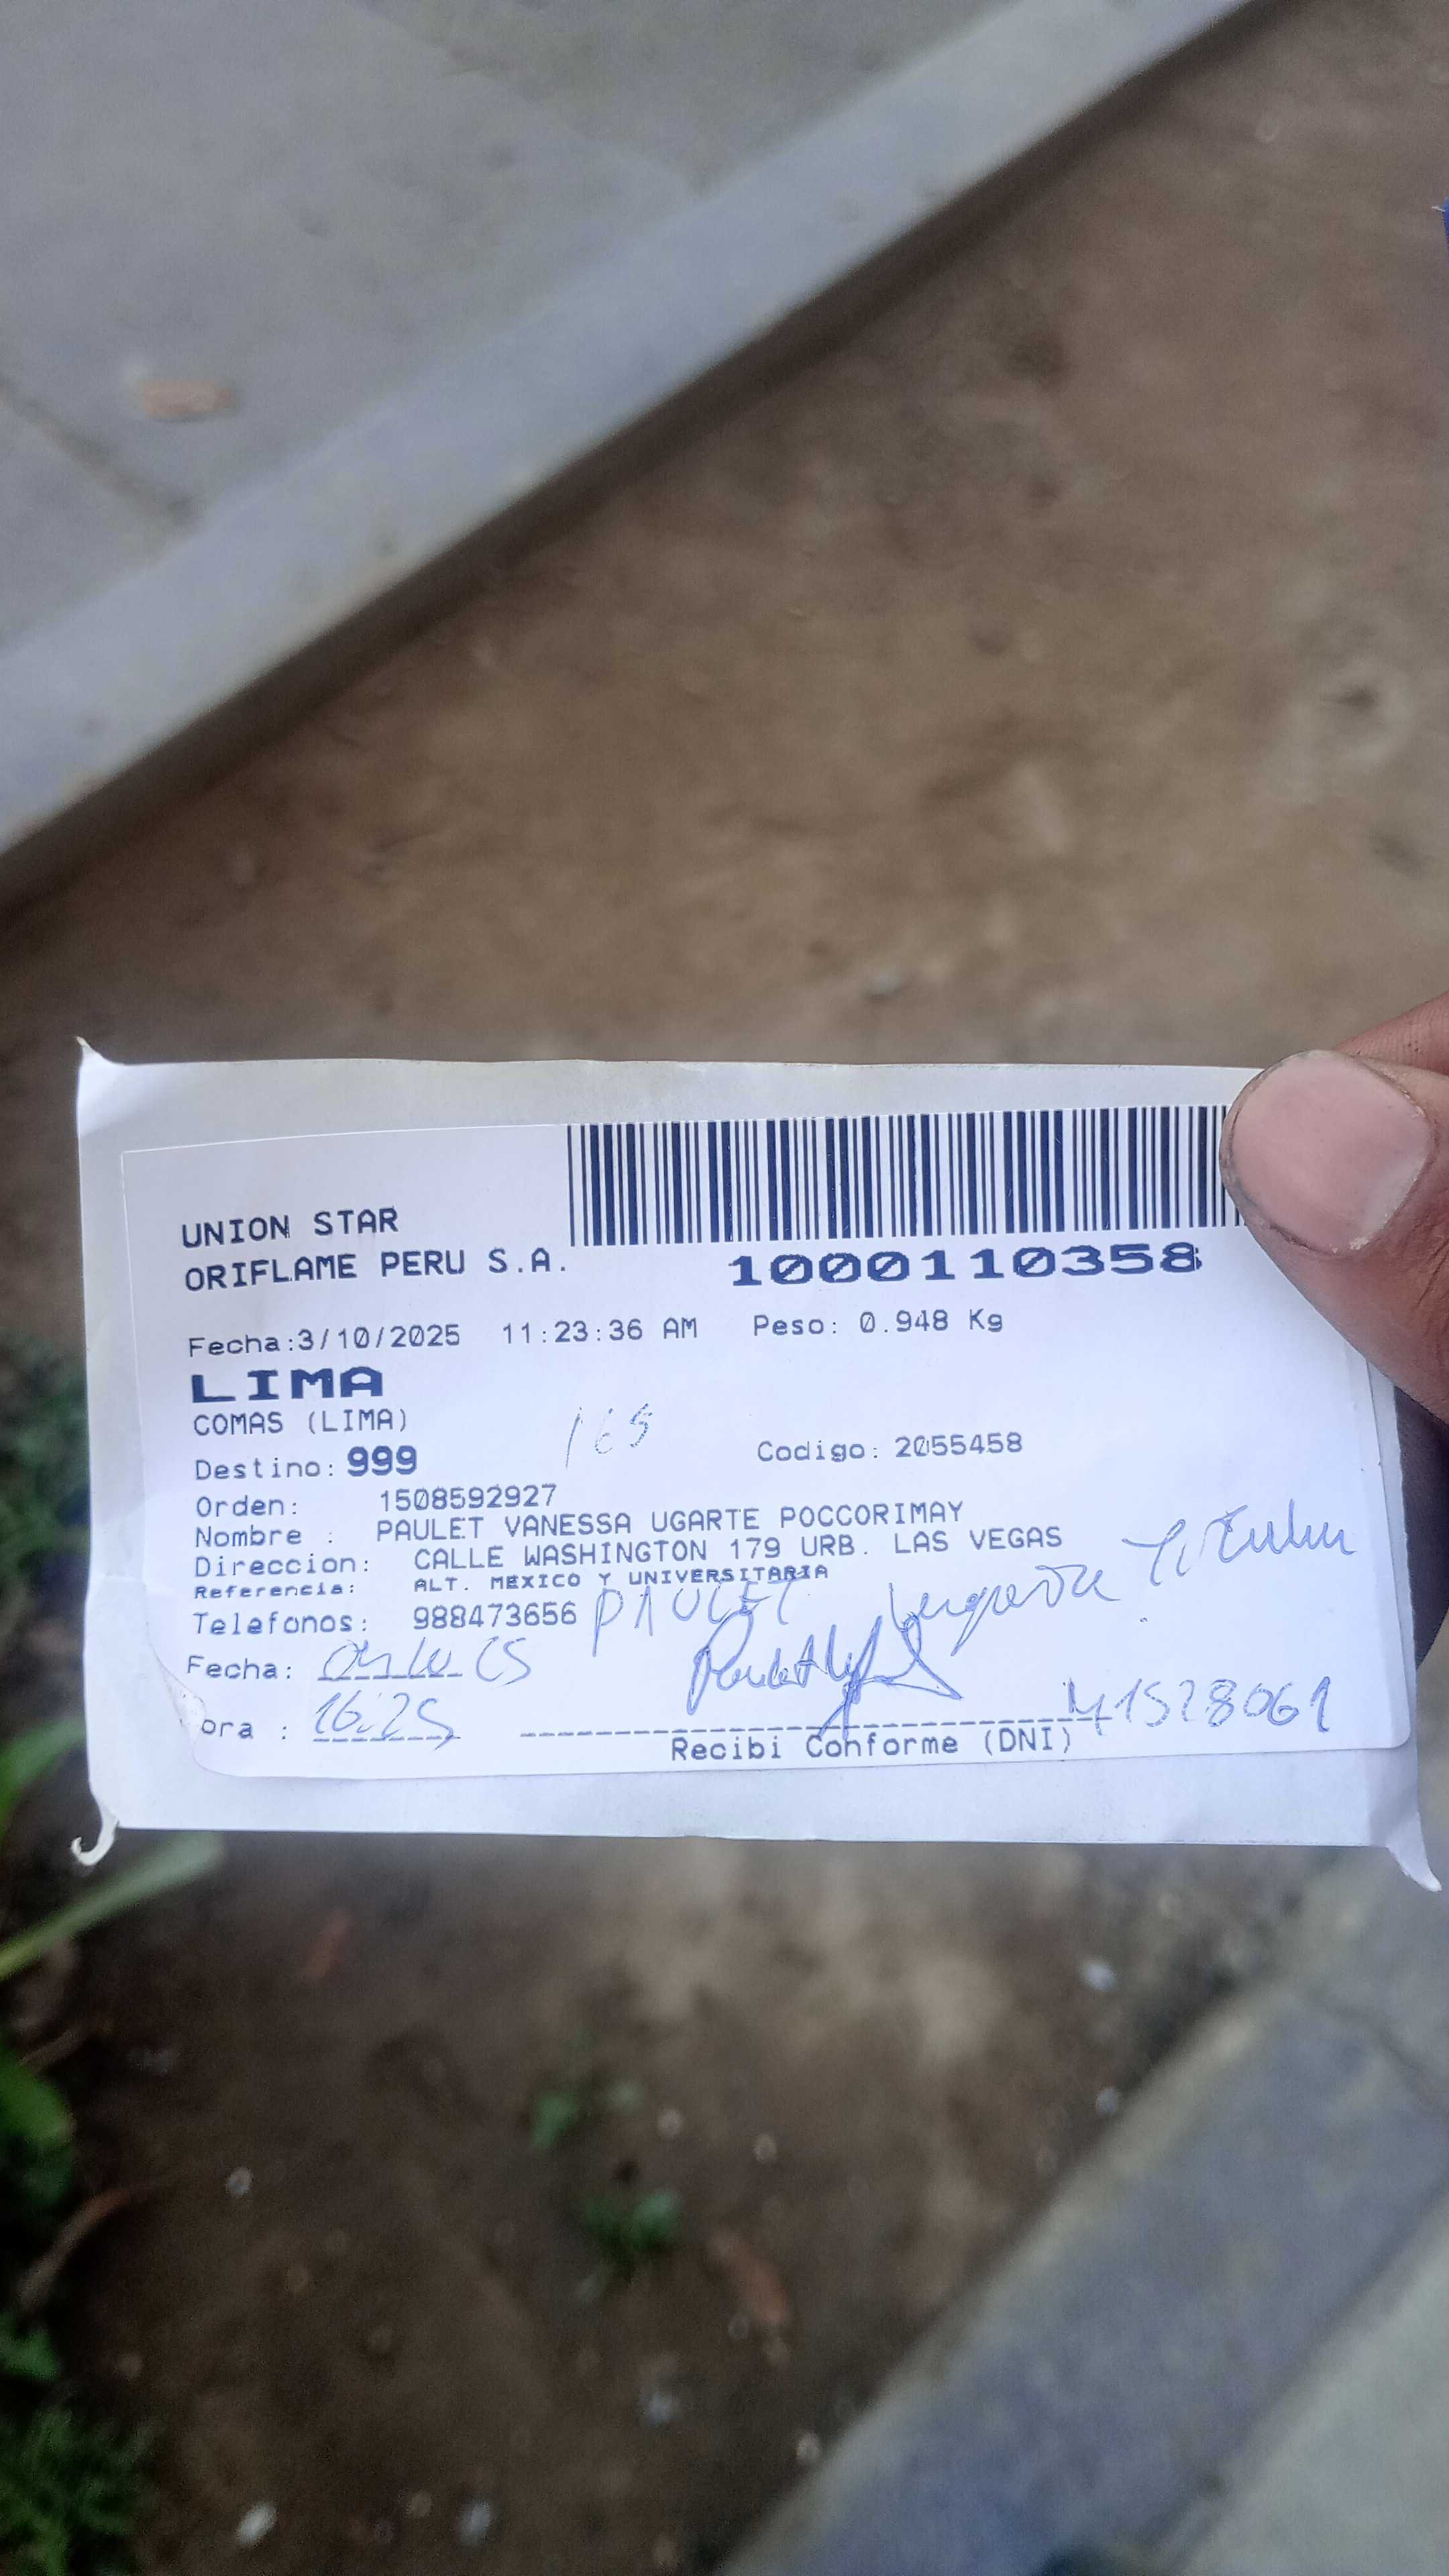 UNION STAR
ORIFLAME PERU S.A.
1000110358
Fecha:3/10/2025 11:23:36 AM Peso: 0.948 Kg
LIMA
COMAS (LIMA)
165
Destino: 999 Codigo: 2055458
Orden: 1508592927
Nombre : PAULET VANESSA UGARTE POCCORIMAY
Direccion: CALLE WASHINGTON 179 URB. LAS VEGAS
Referencia: ALT. MEXICO Y UNIVERSITARIA
Telefonos: 988473656 PAULET
Fecha:
ora : 16:25 41528061
Recibi Conforme (DNI)